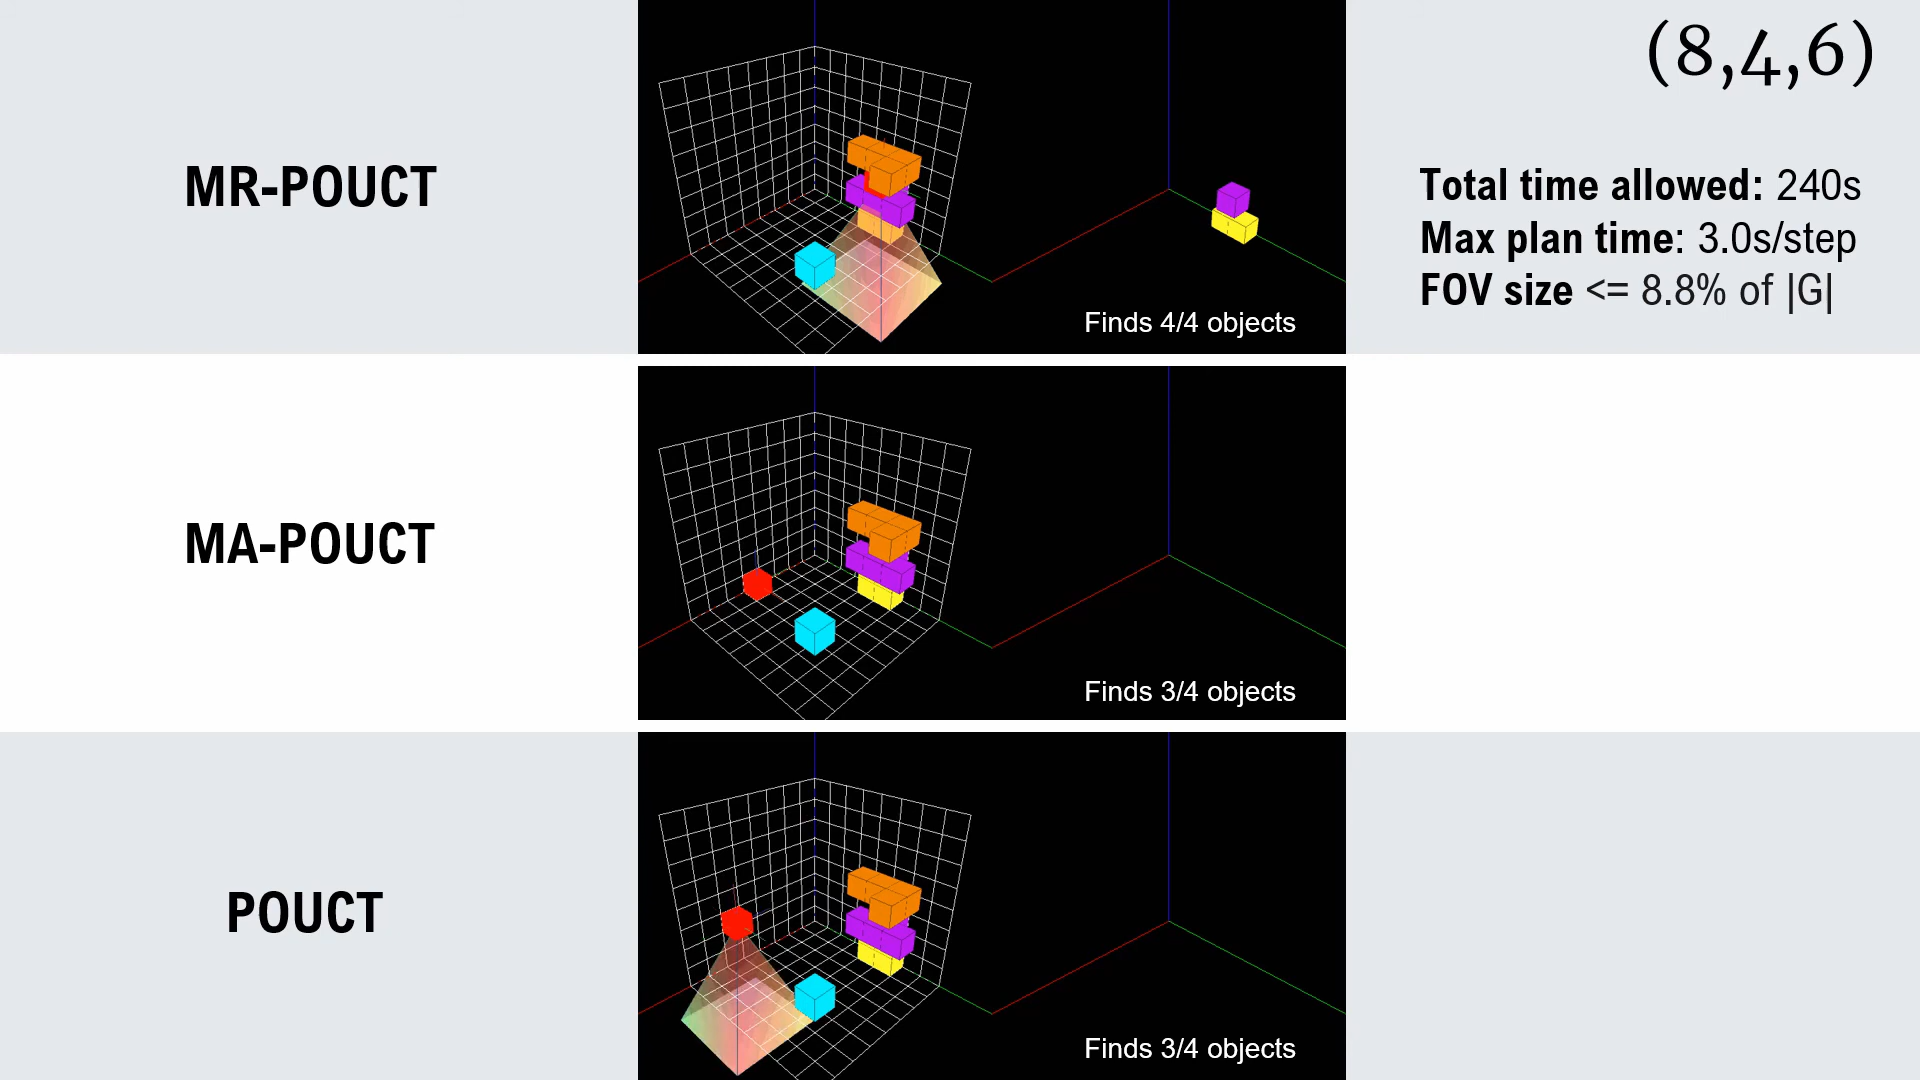 (8,4,6)
MR-POUCT
Total time allowed: 240s
Max plan time: 3.0s/step
FOV size <= 8.8% of |G|
Finds 4/4 objects
MA-POUCT
Finds 3/4 objects
POUCT
Finds 3/4 objects